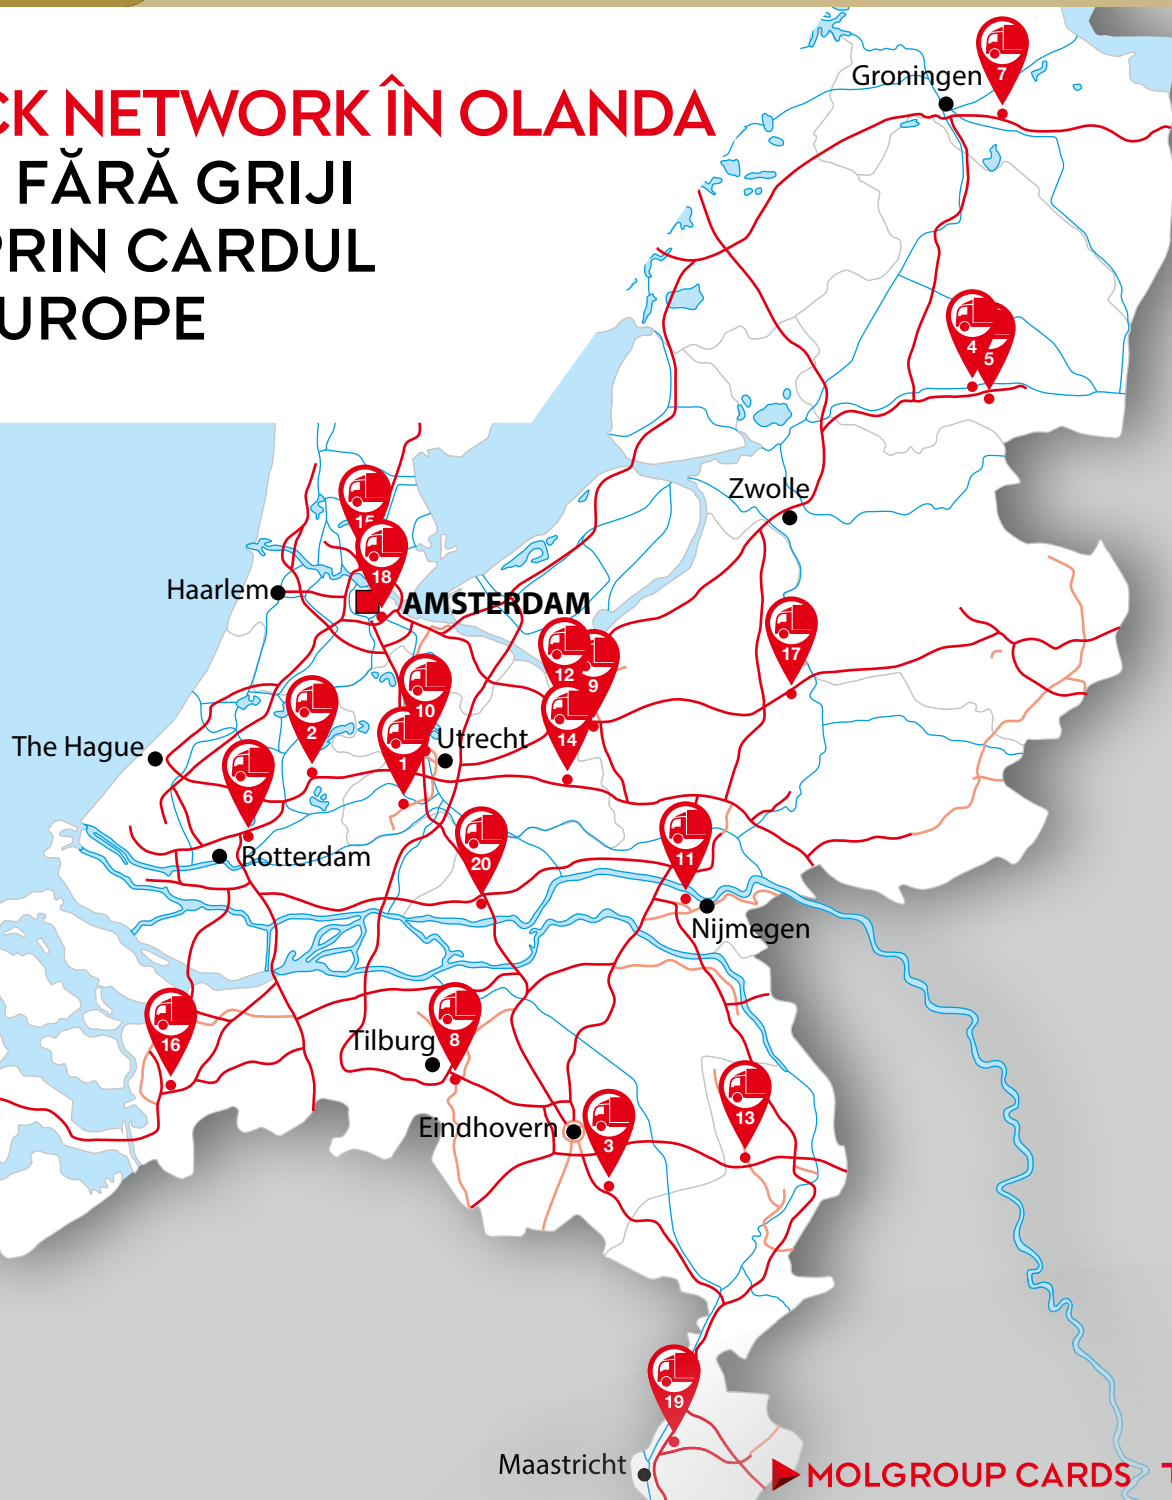 CK NETWORK ÎN OLANDA
FĂRĂ GRIJI
PRIN CARDUL
UROPE
Groningen
7
4
5
Zwolle
15
18
Haarlem
AMSTERDAM
17
12
9
10
14
2
1
Utrecht
The Hague
6
Rotterdam
20
11
Nijmegen
16
Tilburg
8
13
Eindhovern
3
19
Maastricht
MOLGROUP CARDS